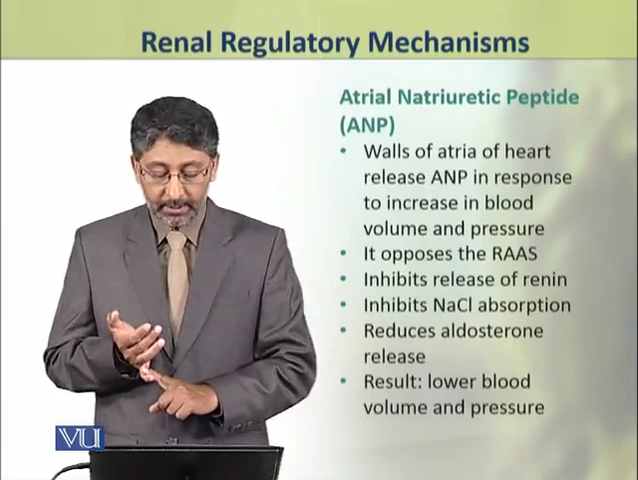 Renal Regulatory Mechanisms
Atrial Natriuretic Peptide
(ANP)
• Walls of atria of heart
release ANP in response
to increase in blood
volume and pressure
• It opposes the RAAS
• Inhibits release of renin
• Inhibits NaCl absorption
• Reduces aldosterone
release
• Result: lower blood
volume and pressure
VU